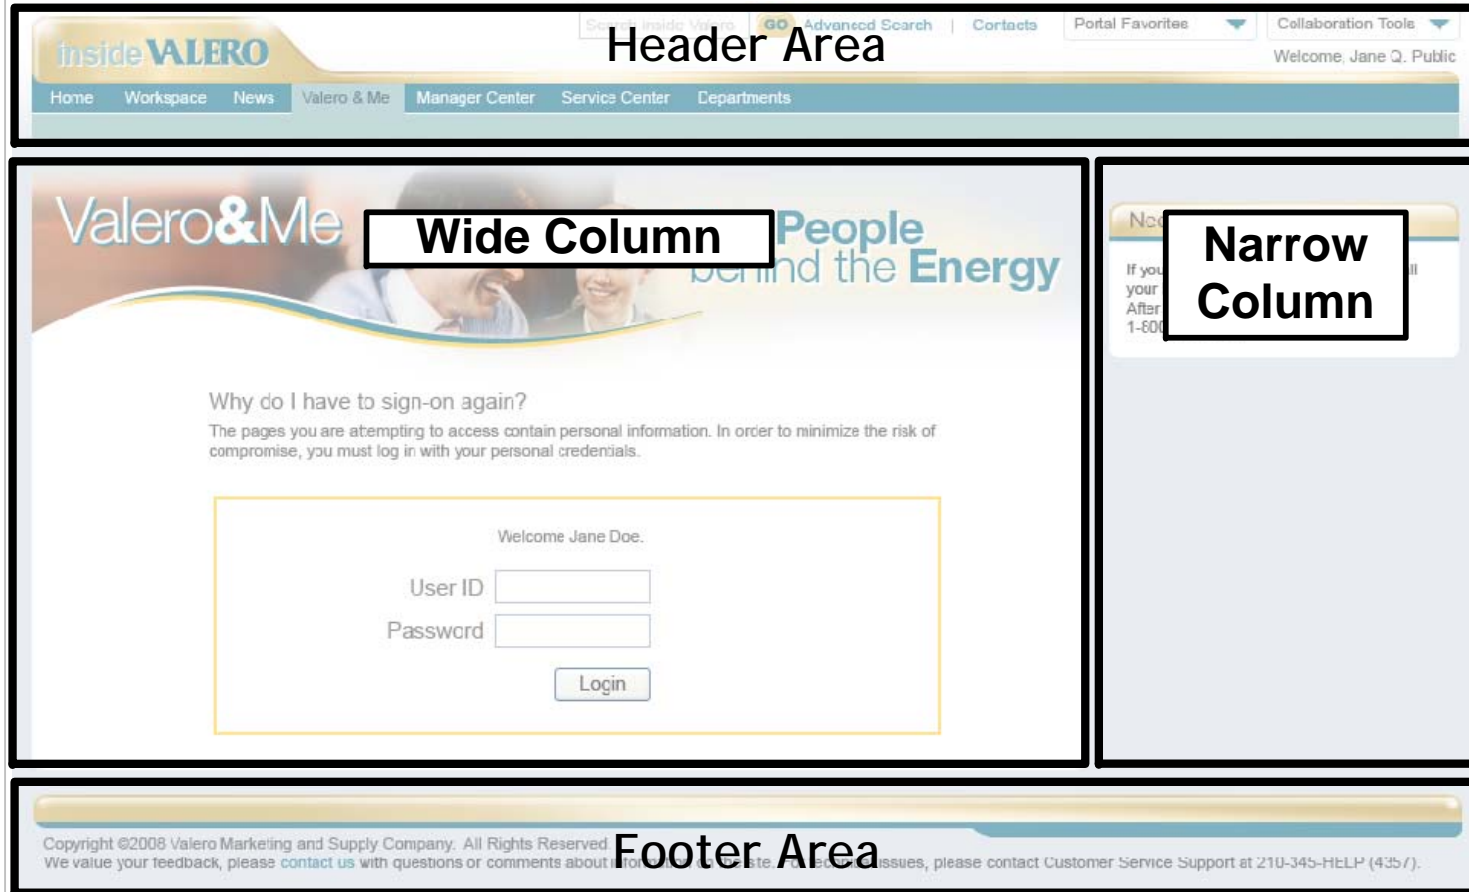 Search Inside Valero GO Advanced Search | Contacts Portal Favorites Collaboration Tools
Header Area
inside VALERO
Welcome, Jane Q. Public
Home Workspace News Valero & Me Manager Center Service Center Departments
Valero&Me
Wide Column
People
behind the Energy
Narrow
Column
If you
your
After
Why do I have to sign-on again?
The pages you are attempting to access contain personal information. In order to minimize the risk of
compromise, you must log in with your personal credentials.
Welcome Jane Doe.
User ID
Password
Login
Footer Area
Copyright ©2008 Valero Marketing and Supply Company. All Rights Reserved
We value your feedback, please contact us with questions or comments about information on the site. For technical issues, please contact Customer Service Support at 210-345-HELP (4357).